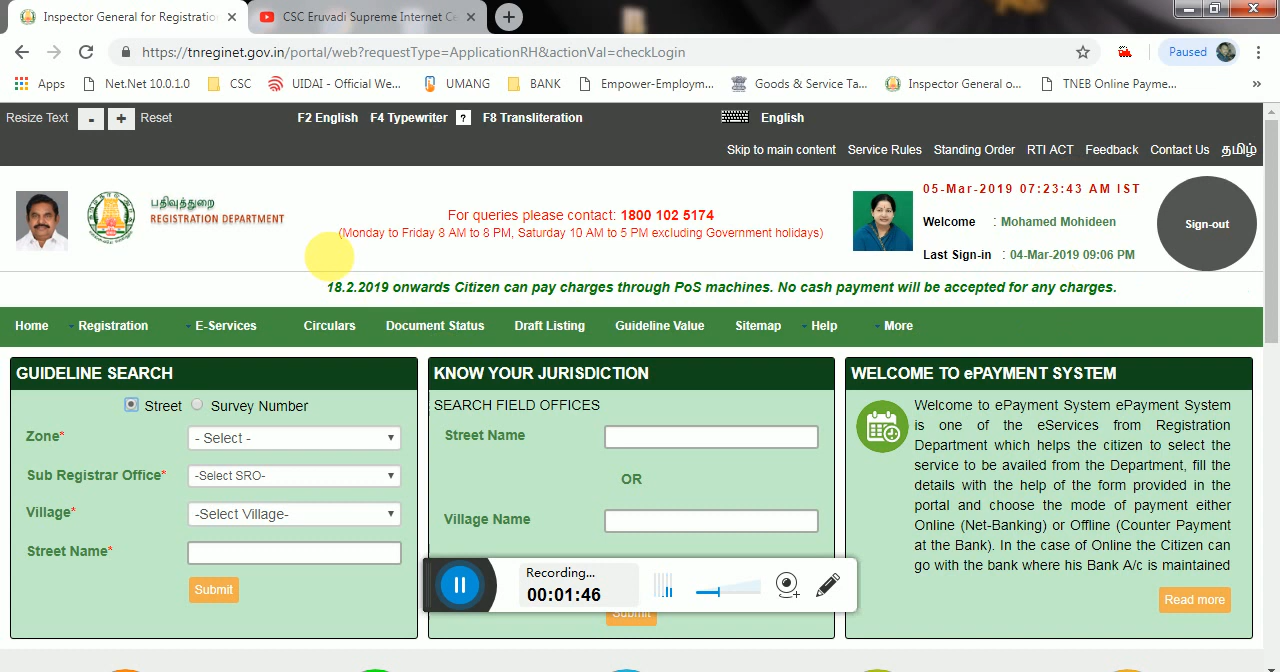 Inspector General for Registratio
CSC Eruvadi Supreme Internet Ce
https://tnreginet.gov.in/portal/web?requestType=ApplicationRH&actionVal=checkLogin
Paused
Apps
Net.Net 10.0.1.0
CSC
UIDAI - Official We...
UMANG
BANK
Empower-Employm...
Goods & Service Ta...
Inspector General o...
TNEB Online Payme...
»
Resize Text - + Reset
F2 English F4 Typewriter ? F8 Transliteration
English
Skip to main content Service Rules Standing Order RTI ACT Feedback Contact Us தமிழ்
பதிவுத்துறை
REGISTRATION DEPARTMENT
For queries please contact: 1800 102 5174
(Monday to Friday 8 AM to 8 PM, Saturday 10 AM to 5 PM excluding Government holidays)
05-Mar-2019 07:23:43 AM IST
Welcome : Mohamed Mohideen
Last Sign-in : 04-Mar-2019 09:06 PM
Sign-out
18.2.2019 onwards Citizen can pay charges through PoS machines. No cash payment will be accepted for any charges.
Home Registration E-Services Circulars Document Status Draft Listing Guideline Value Sitemap Help More
GUIDELINE SEARCH
Street Survey Number
Zone* - Select -
Sub Registrar Office* -Select SRO-
Village* -Select Village-
Street Name*
Submit
KNOW YOUR JURISDICTION
SEARCH FIELD OFFICES
Street Name
OR
Village Name
Submit
Recording...
00:01:46
WELCOME TO ePAYMENT SYSTEM
Welcome to ePayment System ePayment System
is one of the eServices from Registration
Department which helps the citizen to select the
service to be availed from the Department, fill the
details with the help of the form provided in the
portal and choose the mode of payment either
Online (Net-Banking) or Offline (Counter Payment
at the Bank). In the case of Online the Citizen can
go with the bank where his Bank A/c is maintained
Read more